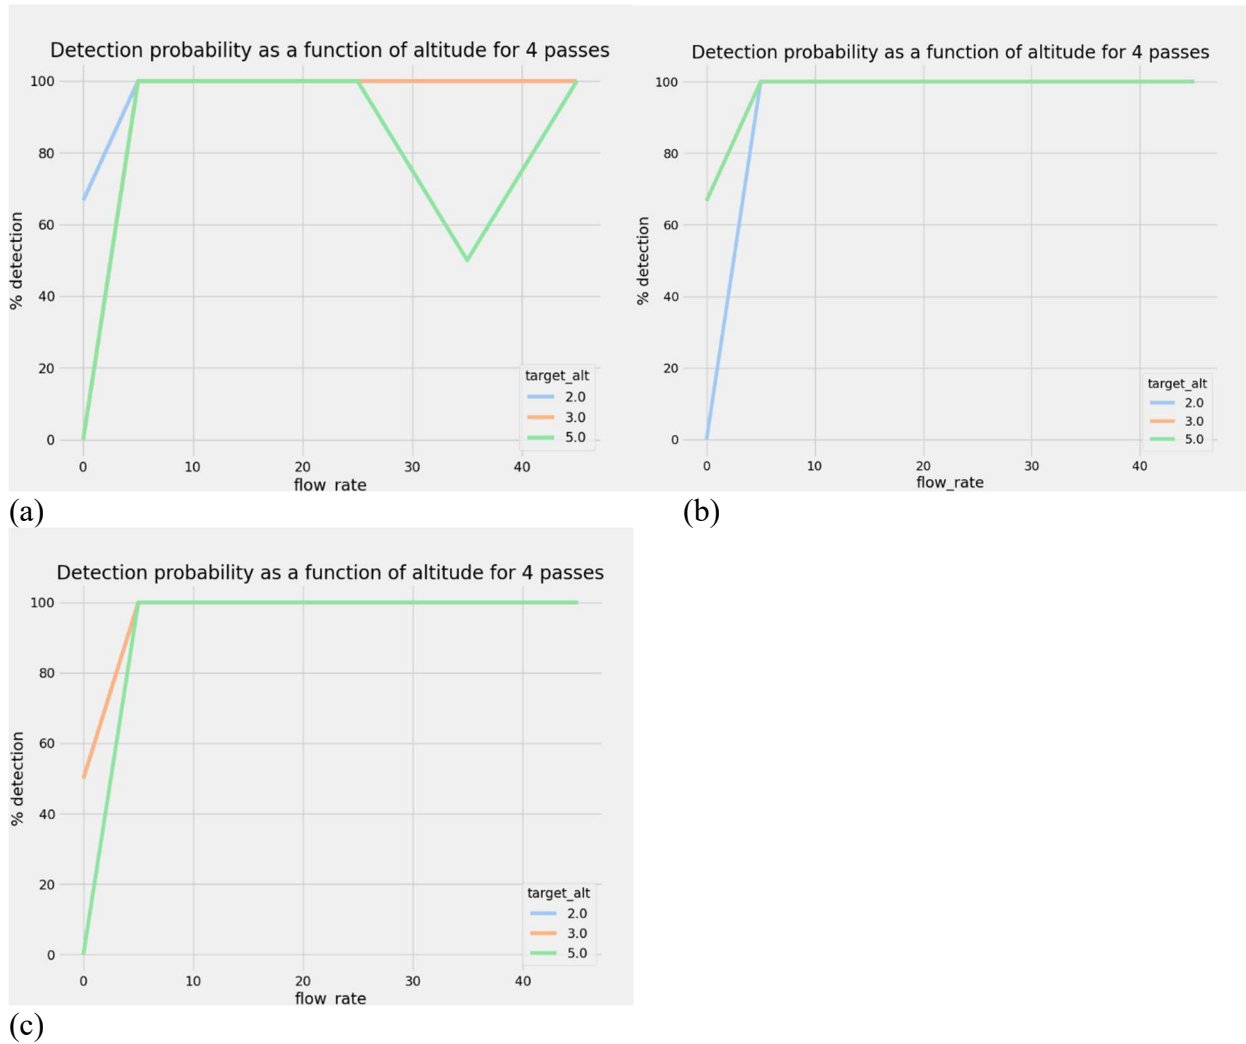 Detection probability as a function of altitude for 4 passes
100
80
60
40
20
0
% detection
0 10 20 30 40
flow_rate
target_alt
2.0
3.0
5.0
(a)
Detection probability as a function of altitude for 4 passes
100
80
60
40
20
0
% detection
0 10 20 30 40
flow_rate
target_alt
2.0
3.0
5.0
(b)
Detection probability as a function of altitude for 4 passes
100
80
60
40
20
0
% detection
0 10 20 30 40
flow_rate
target_alt
2.0
3.0
5.0
(c)